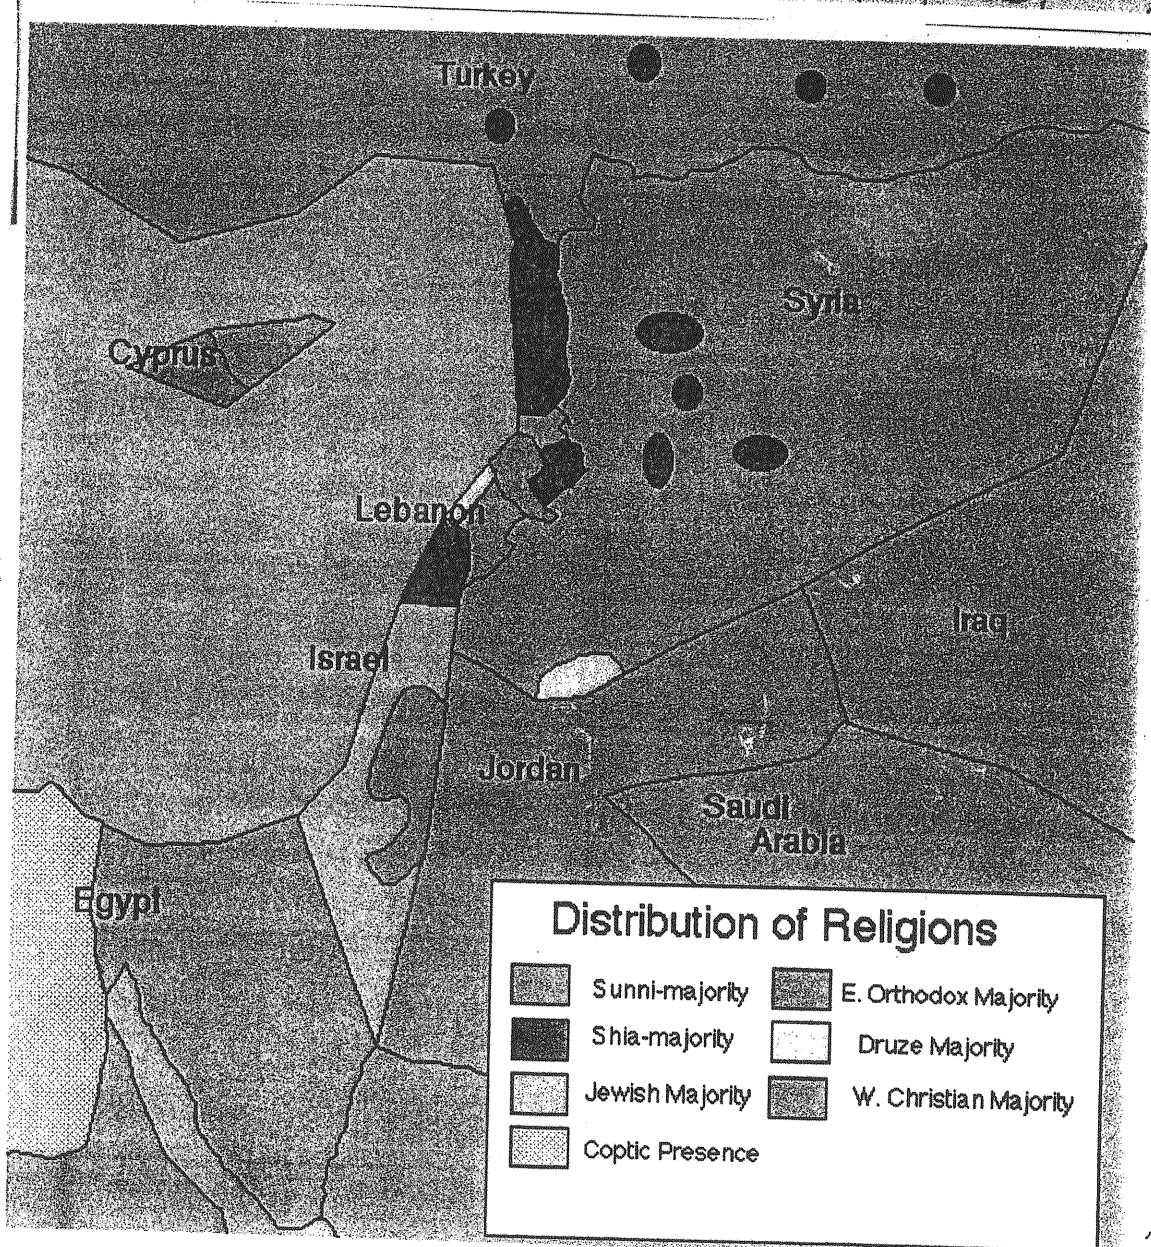 Turkey
Syria
Cyprus
Lebanon
Iraq
Israel
Jordan
Saudi
Arabia
Egypt
Distribution of Religions
Sunni-majority
E. Orthodox Majority
Shia-majority
Druze Majority
Jewish Majority
W. Christian Majority
Coptic Presence